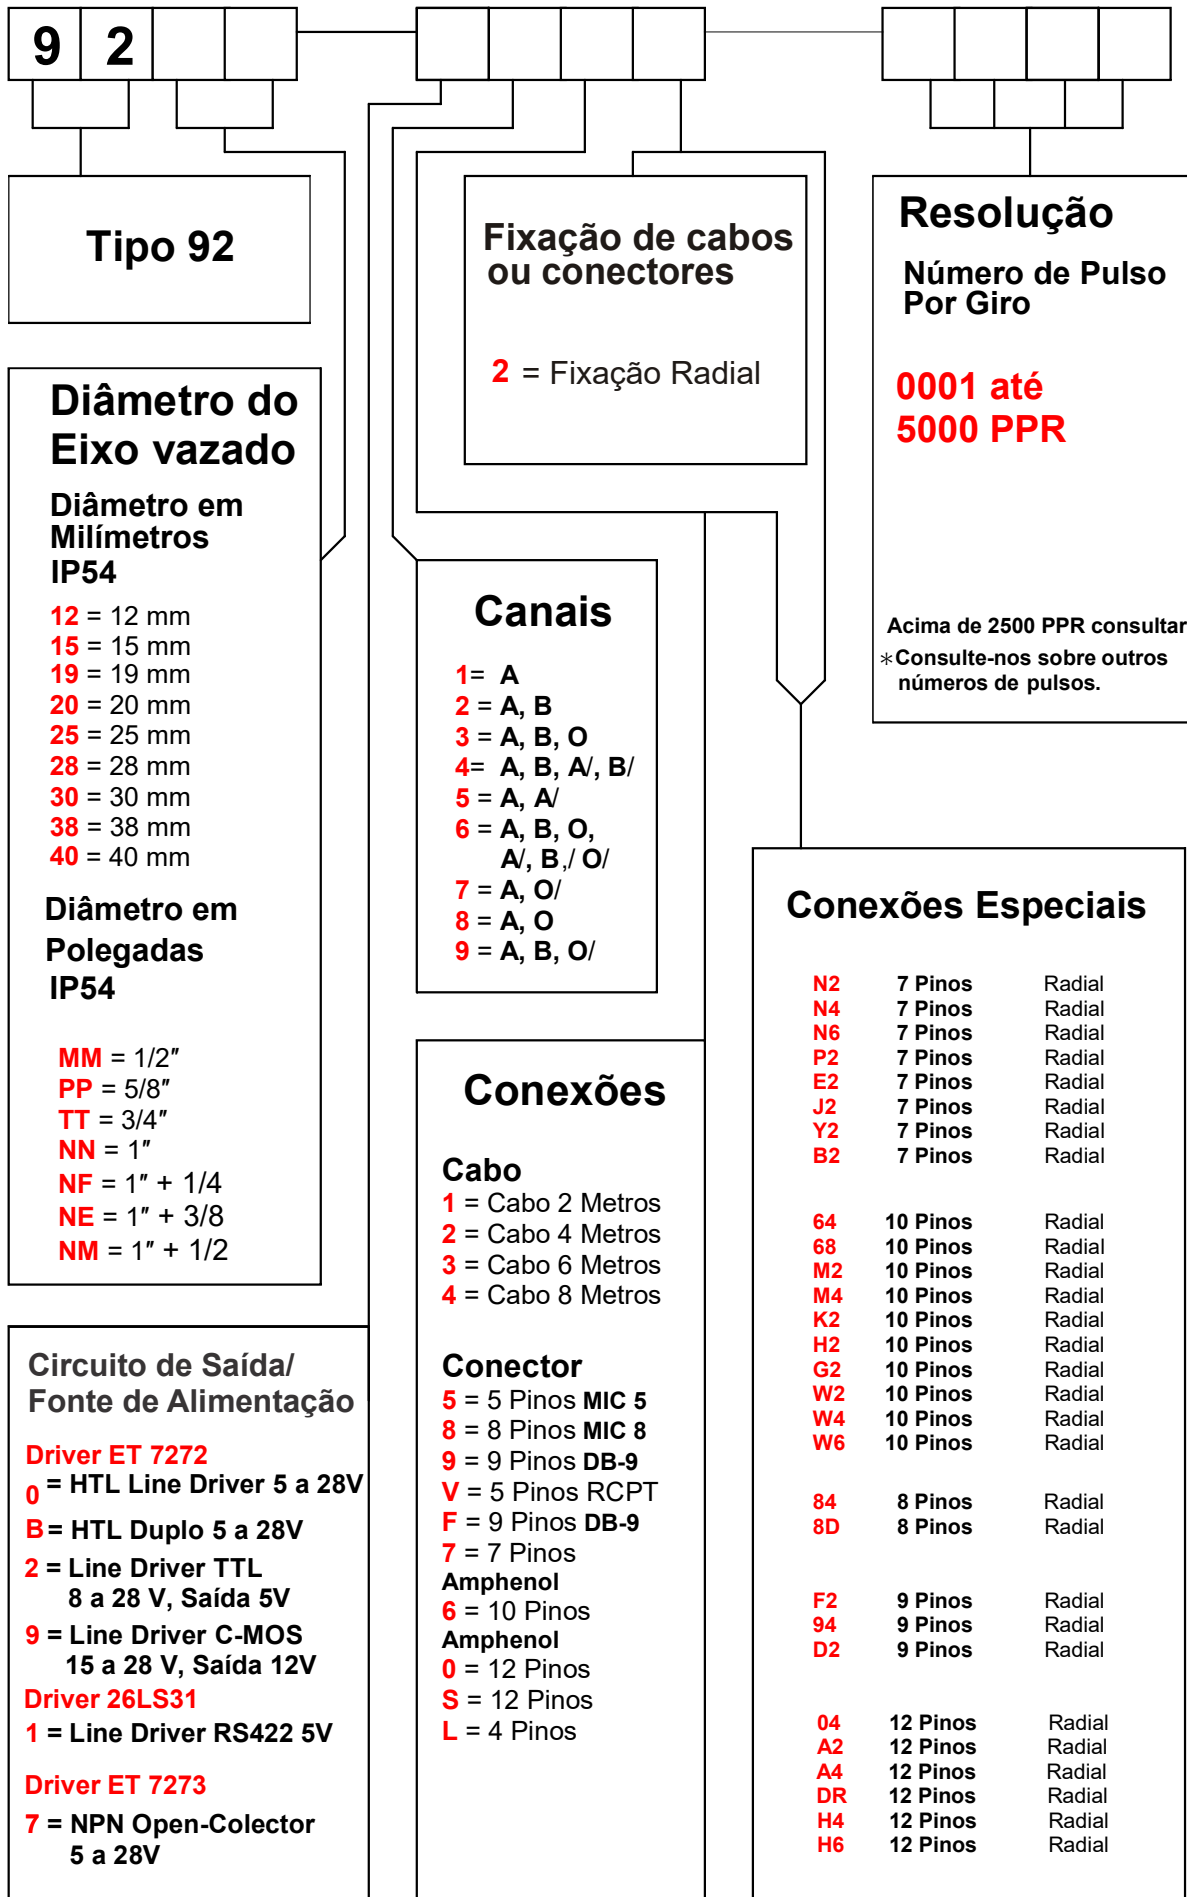 9 2
Tipo 92
Fixação de cabos
ou conectores
2 = Fixação Radial
Resolução
Número de Pulso
Por Giro
0001 até
5000 PPR
Acima de 2500 PPR consultar
*Consulte-nos sobre outros
números de pulsos.
Diâmetro do
Eixo vazado
Diâmetro em
Milímetros
IP54
12 = 12 mm
15 = 15 mm
19 = 19 mm
20 = 20 mm
25 = 25 mm
28 = 28 mm
30 = 30 mm
38 = 38 mm
40 = 40 mm
Diâmetro em
Polegadas
IP54
MM = 1/2"
PP = 5/8"
TT = 3/4"
NN = 1"
NF = 1" + 1/4
NE = 1" + 3/8
NM = 1" + 1/2
Circuito de Saída/
Fonte de Alimentação
Driver ET 7272
0 = HTL Line Driver 5 a 28V
B = HTL Duplo 5 a 28V
2 = Line Driver TTL
8 a 28 V, Saída 5V
9 = Line Driver C-MOS
15 a 28 V, Saída 12V
Driver 26LS31
1 = Line Driver RS422 5V
Driver ET 7273
7 = NPN Open-Colector
5 a 28V
Canais
1= A
2 = A, B
3 = A, B, O
4= A, B, A/, B/
5 = A, A/
6 = A, B, O,
A/, B,/ O/
7 = A, O/
8 = A, O
9 = A, B, O/
Conexões
Cabo
1 = Cabo 2 Metros
2 = Cabo 4 Metros
3 = Cabo 6 Metros
4 = Cabo 8 Metros
Conector
5 = 5 Pinos MIC 5
8 = 8 Pinos MIC 8
9 = 9 Pinos DB-9
V = 5 Pinos RCPT
F = 9 Pinos DB-9
7 = 7 Pinos
Amphenol
6 = 10 Pinos
Amphenol
0 = 12 Pinos
S = 12 Pinos
L = 4 Pinos
Conexões Especiais
N2 7 Pinos Radial
N4 7 Pinos Radial
N6 7 Pinos Radial
P2 7 Pinos Radial
E2 7 Pinos Radial
J2 7 Pinos Radial
Y2 7 Pinos Radial
B2 7 Pinos Radial
64 10 Pinos Radial
68 10 Pinos Radial
M2 10 Pinos Radial
M4 10 Pinos Radial
K2 10 Pinos Radial
H2 10 Pinos Radial
G2 10 Pinos Radial
W2 10 Pinos Radial
W4 10 Pinos Radial
W6 10 Pinos Radial
84 8 Pinos Radial
8D 8 Pinos Radial
F2 9 Pinos Radial
94 9 Pinos Radial
D2 9 Pinos Radial
04 12 Pinos Radial
A2 12 Pinos Radial
A4 12 Pinos Radial
DR 12 Pinos Radial
H4 12 Pinos Radial
H6 12 Pinos Radial